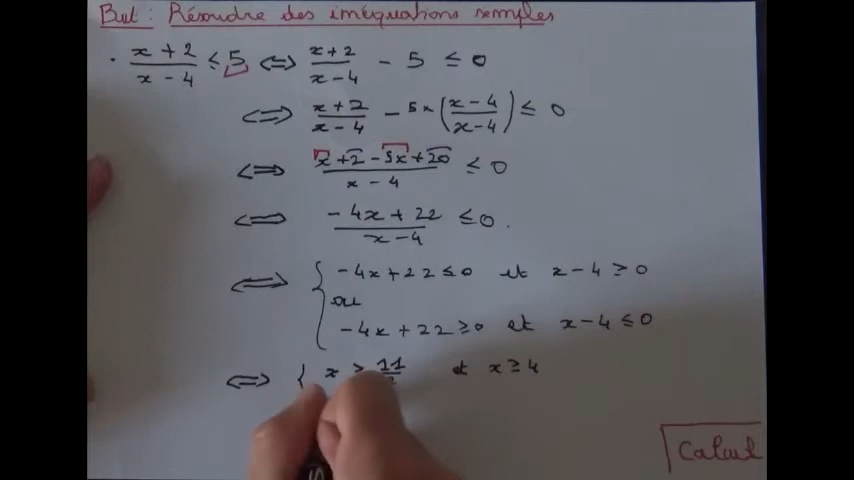 But : Résoudre des inéquations simples
. x + 2 / x - 4 ≤ 5 ⟺ x + 2 / x - 4 - 5 ≤ 0
⟺ x + 2 / x - 4 - 5 × (x - 4 / x - 4) ≤ 0
⟺ x + 2 - 5x + 20 / x - 4 ≤ 0
⟺ - 4x + 22 / x - 4 ≤ 0.
⟺ { - 4x + 22 ≤ 0 et x - 4 ≥ 0
ou
- 4x + 22 ≥ 0 et x - 4 ≤ 0
⟺ { x ≥ 11 et x ≥ 4
Calcul